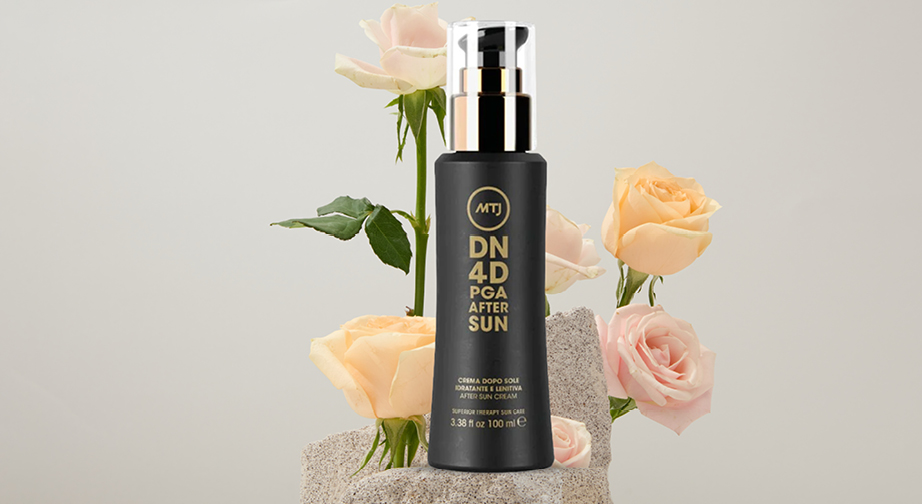 MTJ
DN
4D
PGA
AFTER
SUN
CREMA DOPO SOLE
IDRATANTE E LENITIVA
AFTER SUN CREAM
SUPERIOR THERAPY SUN CARE
3.38 fl oz 100 ml ℮